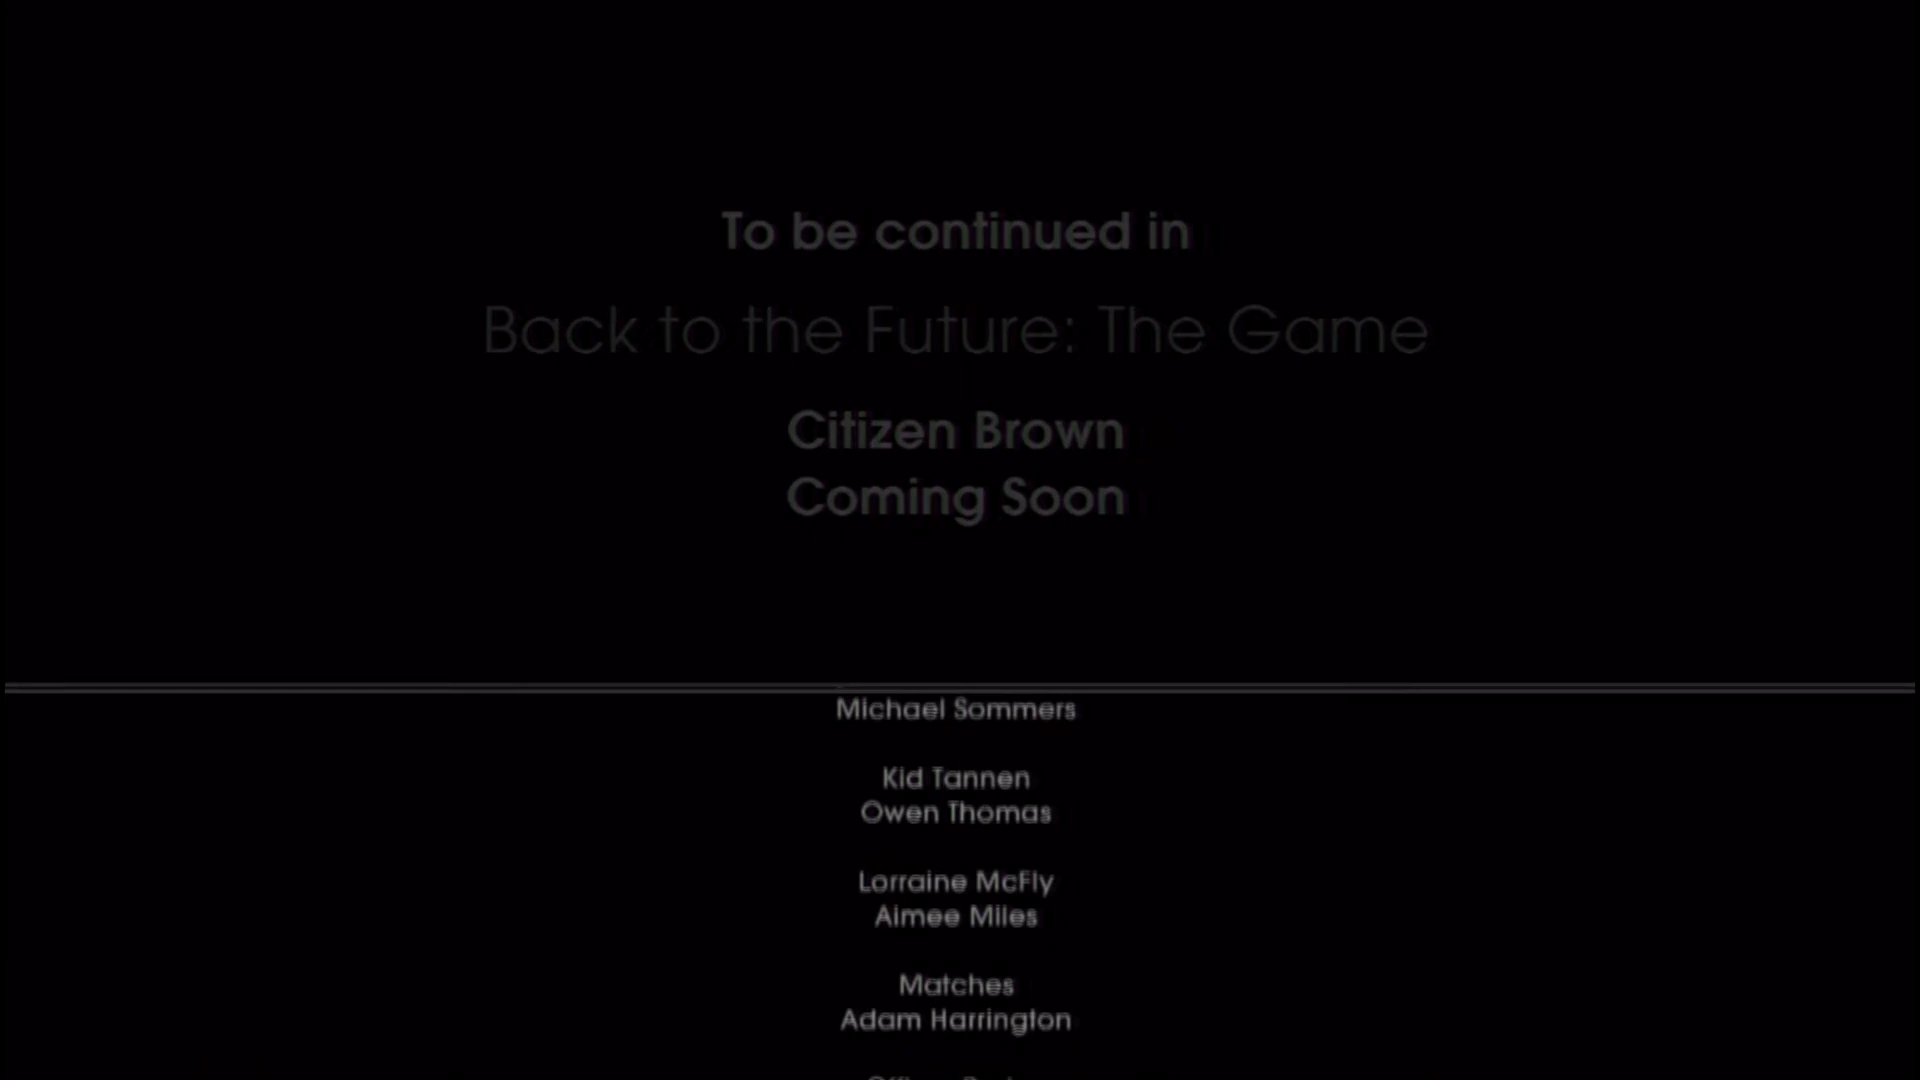 To be continued in
Back to the Future: The Game
Citizen Brown
Coming Soon
Michael Sommers
Kid Tannen
Owen Thomas
Lorraine McFly
Aimee Miles
Matches
Adam Harrington